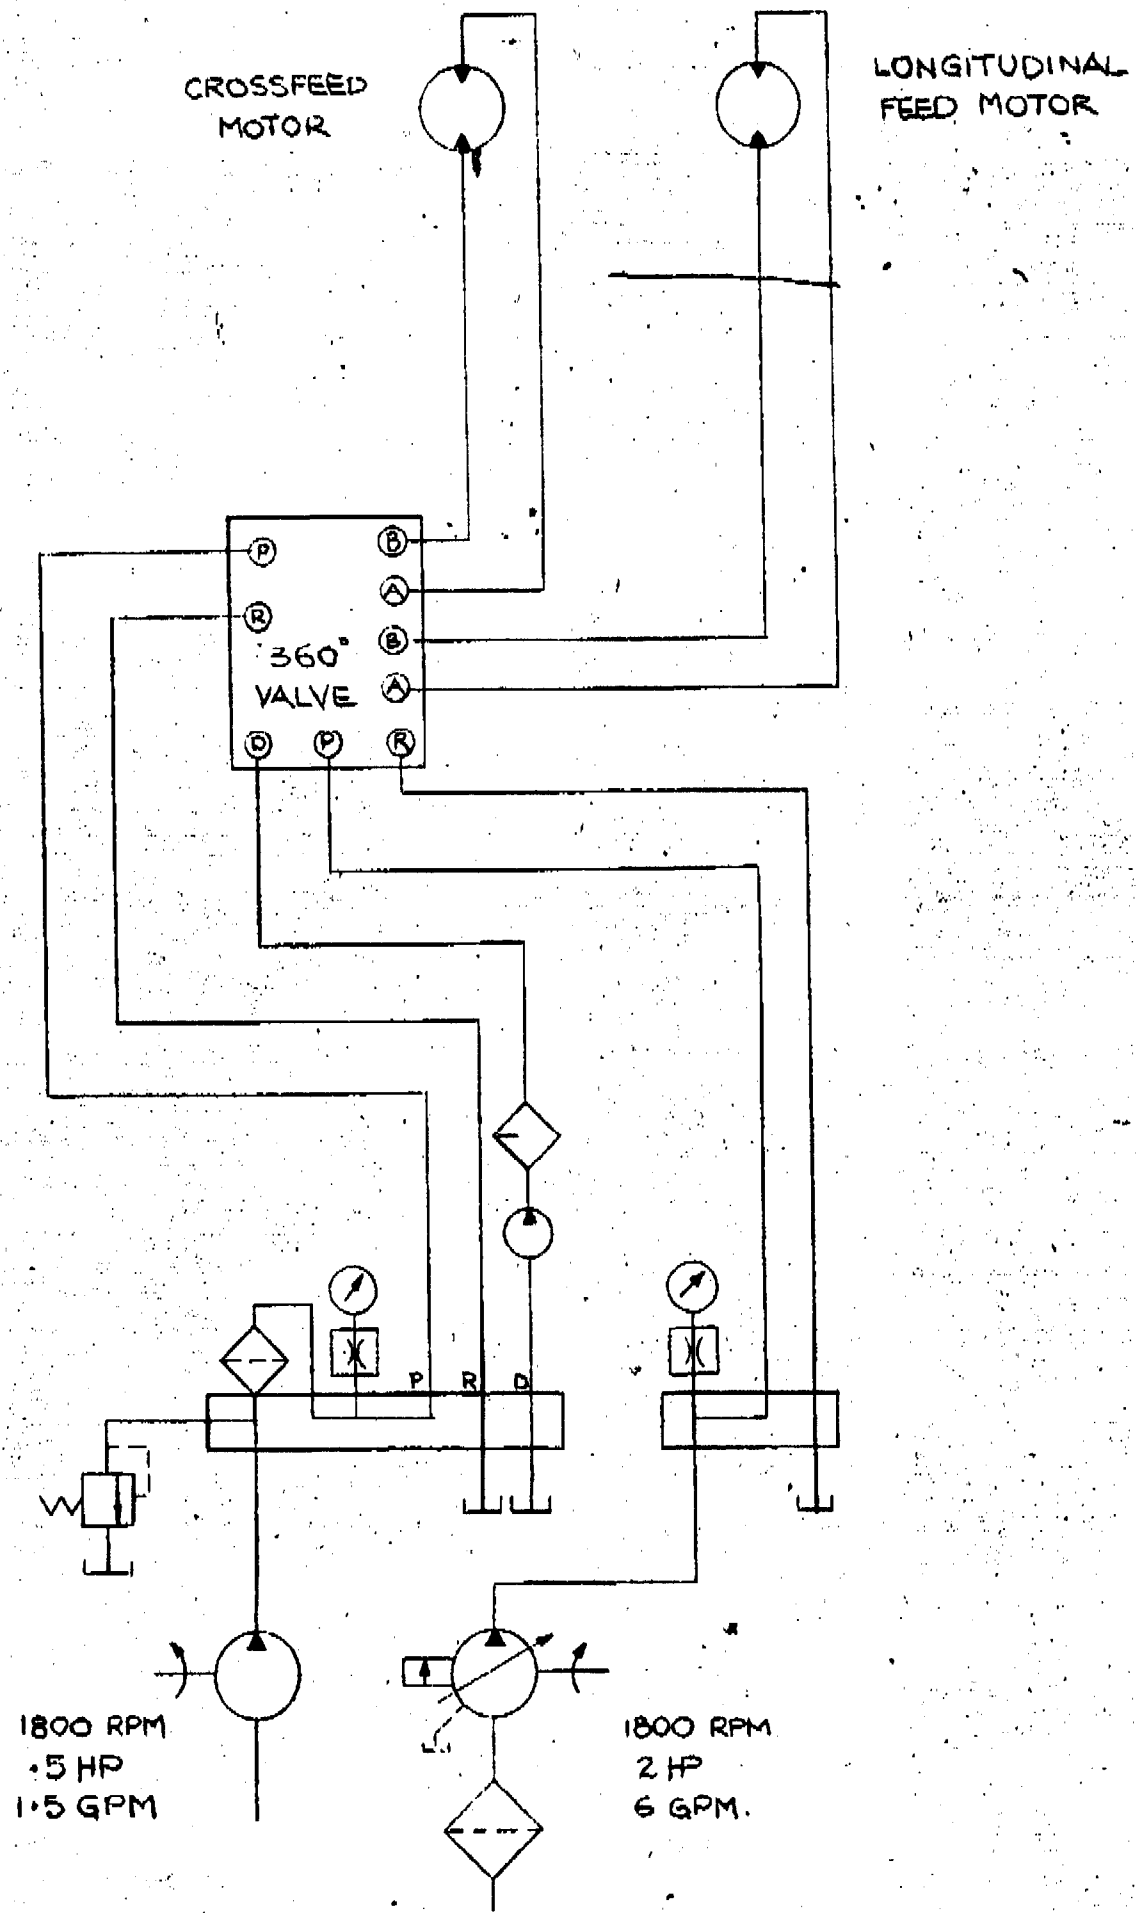 CROSSFEED
MOTOR
LONGITUDINAL
FEED MOTOR
P
B
A
R
B
360°
VALVE
A
D
P
R
P
R
D
1800 RPM
.5 HP
1.5 GPM
1800 RPM
2 HP
6 GPM.